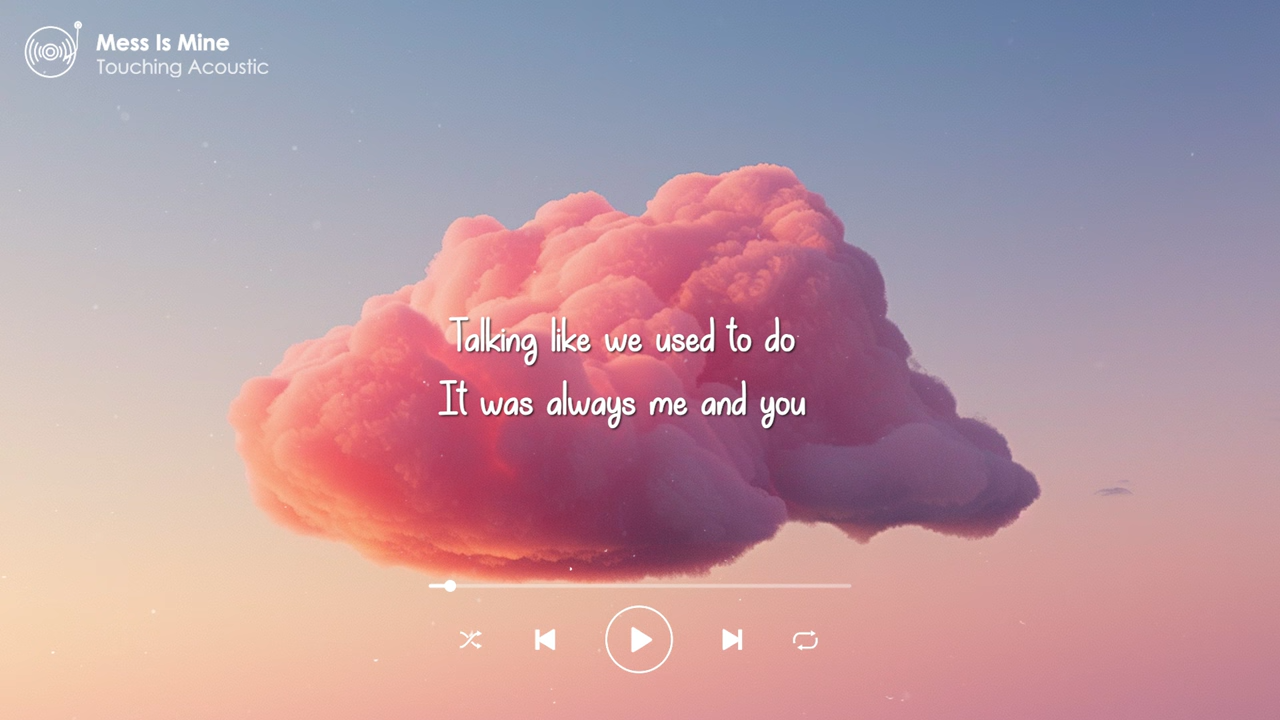 Mess Is Mine
Touching Acoustic
Talking like we used to do
It was always me and you